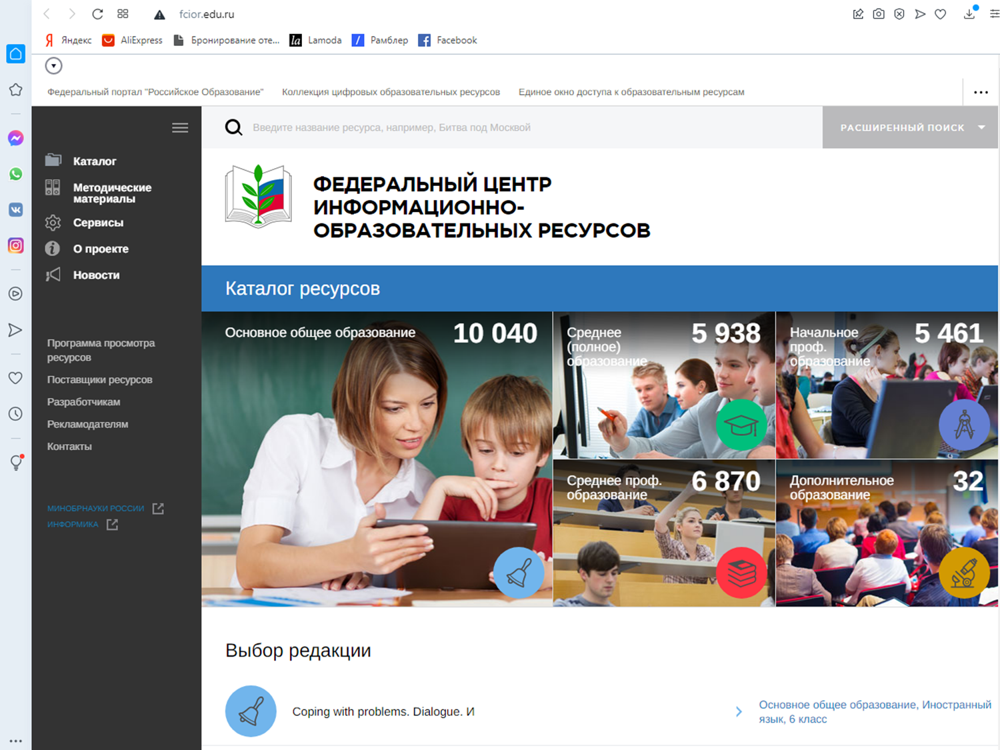 fcior.edu.ru
Яндекс
AliExpress
Бронирование оте...
la
Lamoda
Рамблер
Facebook
Федеральный портал "Российское Образование"
Коллекция цифровых образовательных ресурсов
Единое окно доступа к образовательным ресурсам
Введите название ресурса, например, Битва под Москвой
РАСШИРЕННЫЙ ПОИСК
Каталог
Методические
материалы
Сервисы
О проекте
Новости
Программа просмотра
ресурсов
Поставщики ресурсов
Разработчикам
Рекламодателям
Контакты
МИНОБРНАУКИ РОССИИ
ИНФОРМИКА
ФЕДЕРАЛЬНЫЙ ЦЕНТР
ИНФОРМАЦИОННО-
ОБРАЗОВАТЕЛЬНЫХ РЕСУРСОВ
Каталог ресурсов
Основное общее образование
10 040
Среднее
(полное)
образование
5 938
Начальное
проф.
образование
5 461
Среднее проф.
образование
6 870
Дополнительное
образование
32
Выбор редакции
Coping with problems. Dialogue. И
Основное общее образование, Иностранный
язык, 6 класс